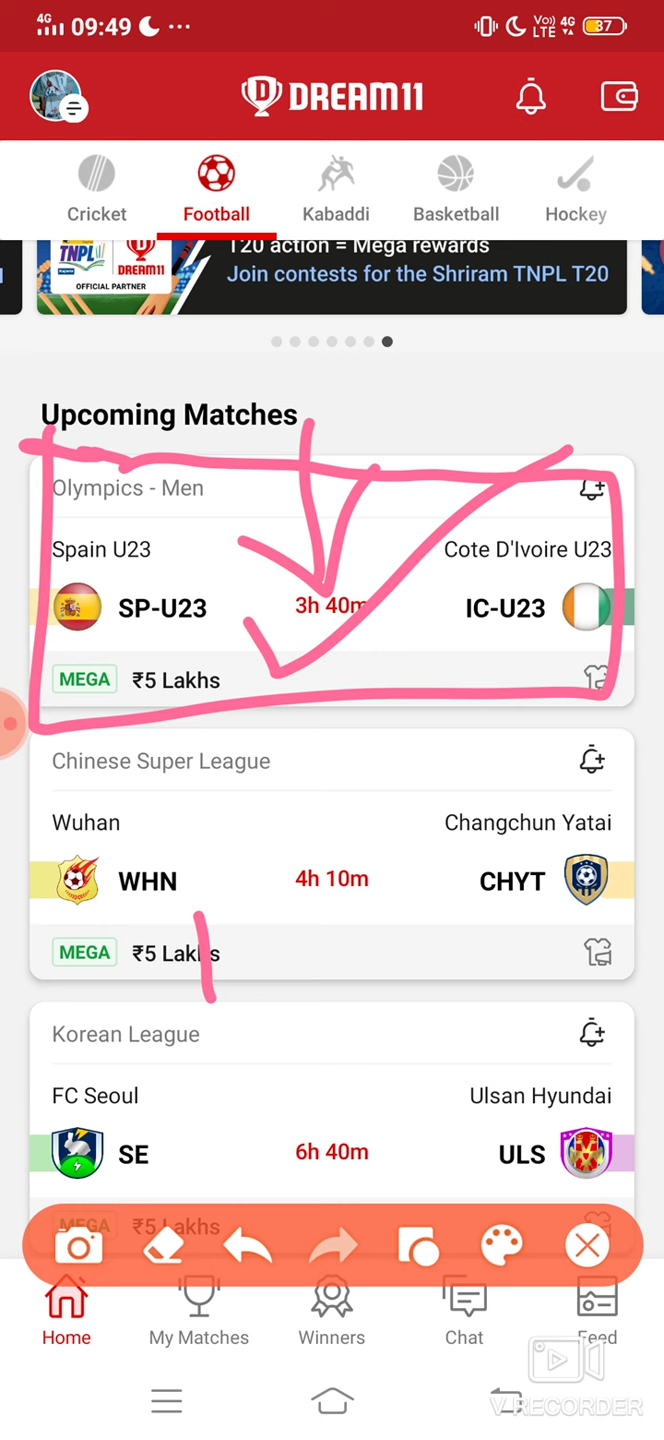 4G 09:49 ... Vo)) LTE 4G 37
DREAM11
Cricket Football Kabaddi Basketball Hockey
TNPL DREAM11 T20 action = Mega rewards
OFFICIAL PARTNER Join contests for the Shriram TNPL T20
Upcoming Matches
Olympics - Men
Spain U23 Cote D'Ivoire U23
SP-U23 3h 40m IC-U23
MEGA ₹5 Lakhs
Chinese Super League
Wuhan Changchun Yatai
WHN 4h 10m CHYT
MEGA ₹5 Lakhs
Korean League
FC Seoul Ulsan Hyundai
SE 6h 40m ULS
MEGA ₹5 Lakhs
Home My Matches Winners Chat Feed
V RECORDER